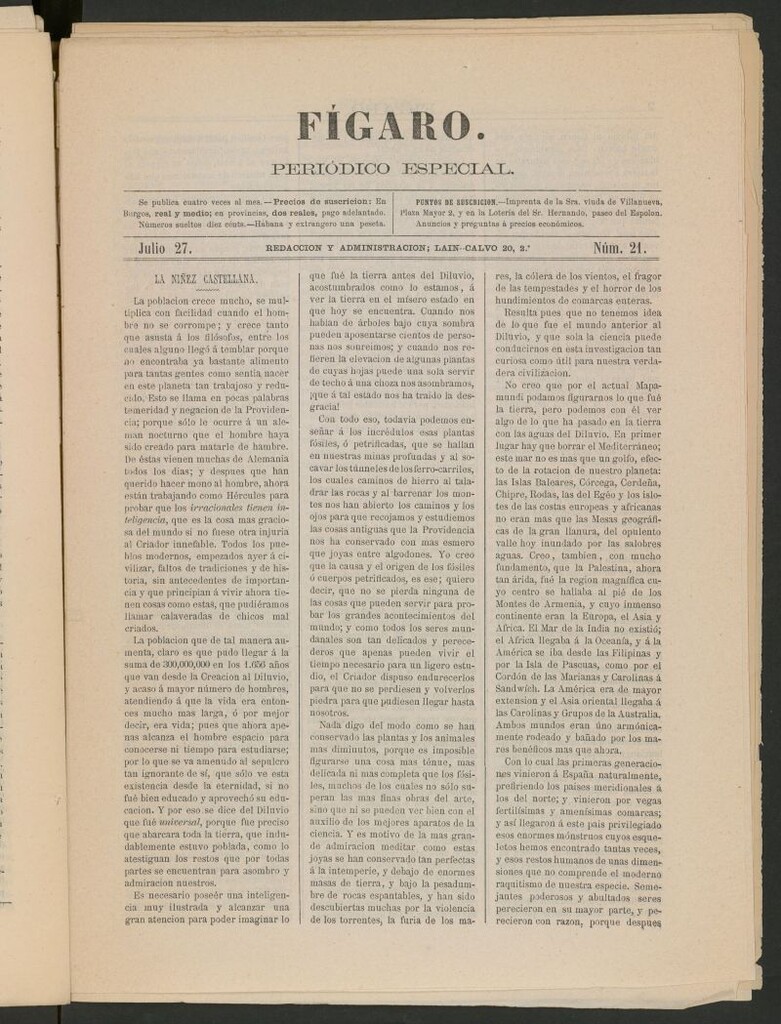 FÍGARO.
PERIÓDICO ESPECIAL.
Se publica cuatro veces al mes.—Precios de suscricion: En
Burgos, real y medio; en provincias, dos reales, pago adelantado.
Números sueltos diez cénts.—Habana y extrangero una peseta.
PUNTOS DE SUSCRICION.—Imprenta de la Sra. viuda de Villanueva,
Plaza Mayor 2, y en la Lotería del Sr. Hernando, paseo del Espolon.
Anuncios y preguntas á precios económicos.
Julio 27.
REDACCION Y ADMINISTRACION; LAIN-CALVO 20, 2.º
Núm. 21.
LA NIÑEZ CASTELLANA.
La poblacion crece mucho, se mul-
tiplica con facilidad cuando el hom-
bre no se corrompe; y crece tanto
que asusta á los filósofos, entre los
cuales alguno llegó á temblar porque
no encontraba ya bastante alimento
para tantas gentes como sentia nacer
en este planeta tan trabajoso y redu-
cido. Esto se llama en pocas palabras
temeridad y negacion de la Providen-
cia; porque sólo le ocurre á un ale-
man nocturno que el hombre haya
sido creado para matarle de hambre.
De éstas vienen muchas de Alemania
todos los dias; y despues que han
querido hacer mono al hombre, ahora
están trabajando como Hércules para
probar que los irracionales tienen in-
teligencia, que es la cosa mas gracio-
sa del mundo si no fuese otra injuria
al Criador innefable. Todos los pue-
blos modernos, empezados ayer á ci-
vilizar, faltos de tradiciones y de his-
toria, sin antecedentes de importan-
cia y que principian á vivir ahora tie-
nen cosas como estas, que pudiéramos
llamar calaveradas de chicos mal
criados.
La poblacion que de tal manera au-
menta, claro es que pudo llegar á la
suma de 300,000,000 en los 1.656 años
que van desde la Creacion al Diluvio,
y acaso á mayor número de hombres,
atendiendo á que la vida era enton-
ces mucho mas larga, ó por mejor
decir, era vida; pues que ahora ape-
nas alcanza el hombre espacio para
conocerse ni tiempo para estudiarse;
por lo que se va amenudo al sepulcro
tan ignorante de sí, que sólo ve esta
existencia desde la eternidad, si no
fué bien educado y aprovechó su edu-
cacion. Y por eso se dice del Diluvio
que fué universal, porque fué preciso
que abarcara toda la tierra, que indu-
dablemente estuvo poblada, como lo
atestiguan los restos que por todas
partes se encuentran para asombro y
admiracion nuestros.
Es necesario poseér una inteligen-
cia muy ilustrada y alcanzar una
gran atencion para poder imaginar lo
que fué la tierra antes del Diluvio,
acostumbrados como lo estamos, á
ver la tierra en el mísero estado en
que hoy se encuentra. Cuando nos
hablan de árboles bajo cuya sombra
pueden aposentarse cientos de perso-
nas nos sonreimos; y cuando nos re-
fieren la elevacion de algunas plantas
de cuyas hojas puede una sola servir
de techo á una choza nos asombramos,
¡que á tal estado nos ha traido la des-
gracia!
Con todo eso, todavia podemos en-
señar á los incrédulos esas plantas
fósiles, ó petrificadas, que se hallan
en nuestras minas profundas y al so-
cavar los túneles de los ferro-carriles,
los cuales caminos de hierro al tala-
drar las rocas y al barrenar los mon-
tes nos han abierto los caminos y los
ojos para que recojamos y estudiemos
las cosas antiguas que la Providencia
nos ha conservado con mas esmero
que joyas entre algodones. Yo creo
que la causa y el origen de los fósiles
ó cuerpos petrificados, es ese; quiero
decir, que no se pierda ninguna de
las cosas que pueden servir para pro-
bar los grandes acontecimientos del
mundo; y como todos los seres mun-
danales son tan delicados y perece-
deros que apenas pueden vivir el
tiempo necesario para un ligero estu-
dio, el Criador dispuso endurecerlos
para que no se perdiesen y volverlos
piedra para que pudiesen llegar hasta
nosotros.
Nada digo del modo como se han
conservado las plantas y los animales
mas diminutos, porque es imposible
figurarse una cosa mas ténue, mas
delicada ni mas completa que los fósi-
les, muchos de los cuales no sólo su-
peran las mas finas obras del arte,
sino que ni se pueden ver bien con el
auxilio de los mejores aparatos de la
ciencia. Y es motivo de la mas gran-
de admiracion meditar como estas
joyas se han conservado tan perfectas
á la intemperie, y debajo de enormes
masas de tierra, y bajo la pesadum-
bre de rocas espantables, y han sido
descubiertas muchas por la violencia
de los torrentes, la furia de los ma-
res, la cólera de los vientos, el fragor
de las tempestades y el horror de los
hundimientos de comarcas enteras.
Resulta pues que no tenemos idea
de lo que fue el mundo anterior al
Diluvio, y que sola la ciencia puede
conducirnos en esta investigacion tan
curiosa como útil para nuestra verda-
dera civilizacion.
No creo que por el actual Mapa-
mundi podamos figurarnos lo que fué
la tierra, pero podemos con él ver
algo de lo que ha pasado en la tierra
con las aguas del Diluvio. En primer
lugar hay que borrar el Mediterráneo;
este mar no es mas que un golfo, efec-
to de la rotacion de nuestro planeta:
las Islas Baleares, Córcega, Cerdeña,
Chipre, Rodas, las del Egéo y los islo-
tes de las costas europeas y africanas
no eran mas que las Mesas geográfi-
cas de la gran llanura, del opulento
valle hoy inundado por las salobres
aguas. Creo, tambien, con mucho
fundamento, que la Palestina, ahora
tan árida, fué la region magnífica cu-
yo centro se hallaba al pié de los
Montes de Armenia, y cuyo inmenso
continente eran la Europa, el Asia y
Africa. El Mar de la India no existió;
el Africa llegaba á la Oceanía, y á la
América se iba desde las Filipinas y
por la Isla de Pascuas, como por el
Cordón de las Marianas y Carolinas á
Sandwich. La América era de mayor
extension y el Asia oriental llegaba á
las Carolinas y Grupos de la Australia.
Ambos mundos eran úno armónica-
mente rodeado y bañado por los ma-
res benéficos mas que ahora.
Con lo cual las primeras generacio-
nes vinieron á España naturalmente,
prefiriendo los países meridionales á
los del norte; y vinieron por vegas
fertilísimas y amenísimas comarcas;
y así llegaron á este país privilegiado
esos enormes mónstruos cuyos esque-
letos hemos encontrado tantas veces,
y esos restos humanos de unas dimen-
siones que no comprende el moderno
raquitismo de nuestra especie. Seme-
jantes poderosos y abultados seres
perecieron en su mayor parte, y pe-
recieron con razon, porque despues